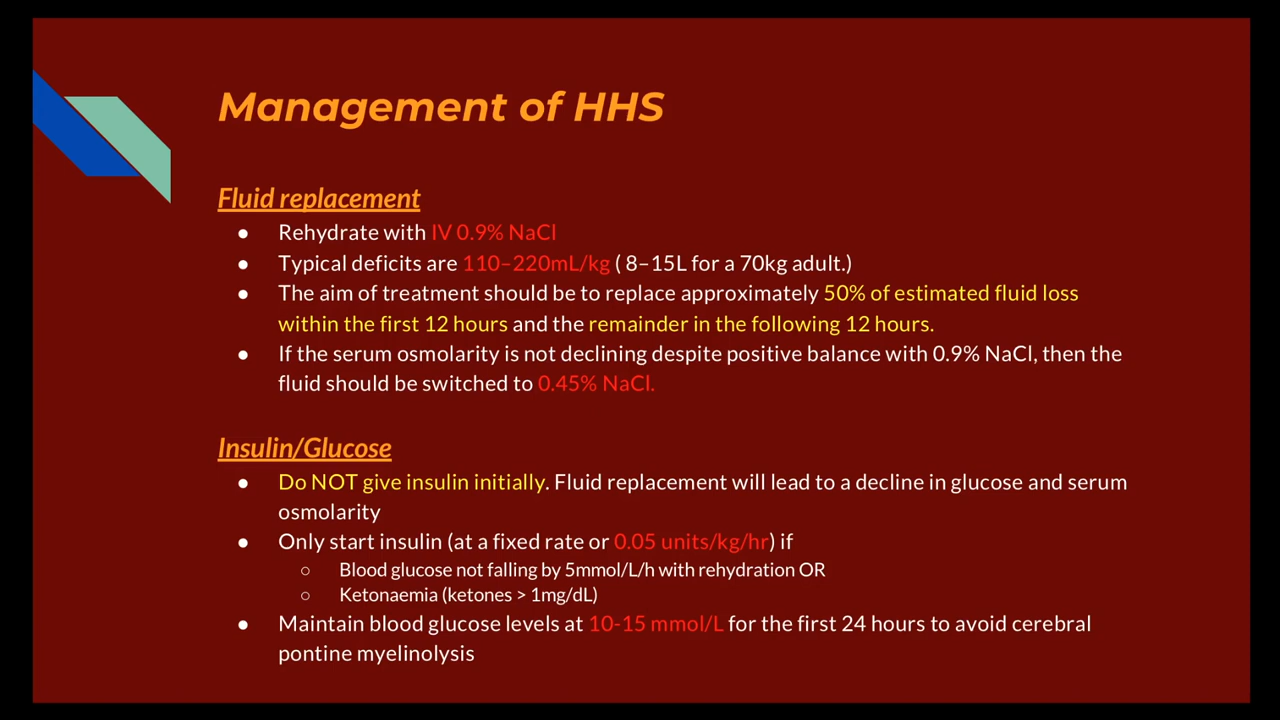 Management of HHS
Fluid replacement
● Rehydrate with IV 0.9% NaCl
● Typical deficits are 110–220mL/kg ( 8–15L for a 70kg adult.)
● The aim of treatment should be to replace approximately 50% of estimated fluid loss
within the first 12 hours and the remainder in the following 12 hours.
● If the serum osmolarity is not declining despite positive balance with 0.9% NaCl, then the
fluid should be switched to 0.45% NaCl.
Insulin/Glucose
● Do NOT give insulin initially. Fluid replacement will lead to a decline in glucose and serum
osmolarity
● Only start insulin (at a fixed rate or 0.05 units/kg/hr) if
○ Blood glucose not falling by 5mmol/L/h with rehydration OR
○ Ketonaemia (ketones > 1mg/dL)
● Maintain blood glucose levels at 10-15 mmol/L for the first 24 hours to avoid cerebral
pontine myelinolysis